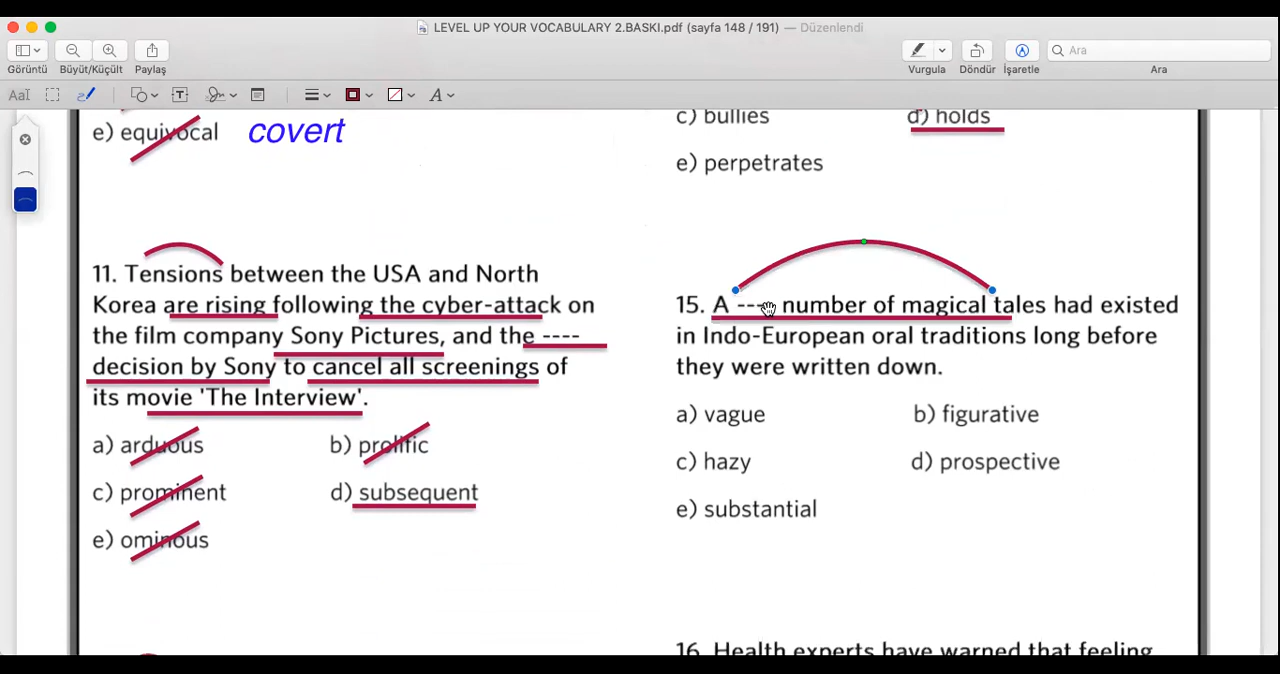 LEVEL UP YOUR VOCABULARY 2.BASKI.pdf (sayfa 148 / 191) — Düzenlendi
Ara
Görüntü Büyüt/Küçült Paylaş Vurgula Döndür İşaretle Ara
AaI A
e) equivocal covert
11. Tensions between the USA and North
Korea are rising following the cyber-attack on
the film company Sony Pictures, and the ----
decision by Sony to cancel all screenings of
its movie 'The Interview'.
a) arduous b) prolific
c) prominent d) subsequent
e) ominous
c) bullies d) holds
e) perpetrates
15. A ---- number of magical tales had existed
in Indo-European oral traditions long before
they were written down.
a) vague b) figurative
c) hazy d) prospective
e) substantial
16. Health experts have warned that feeling